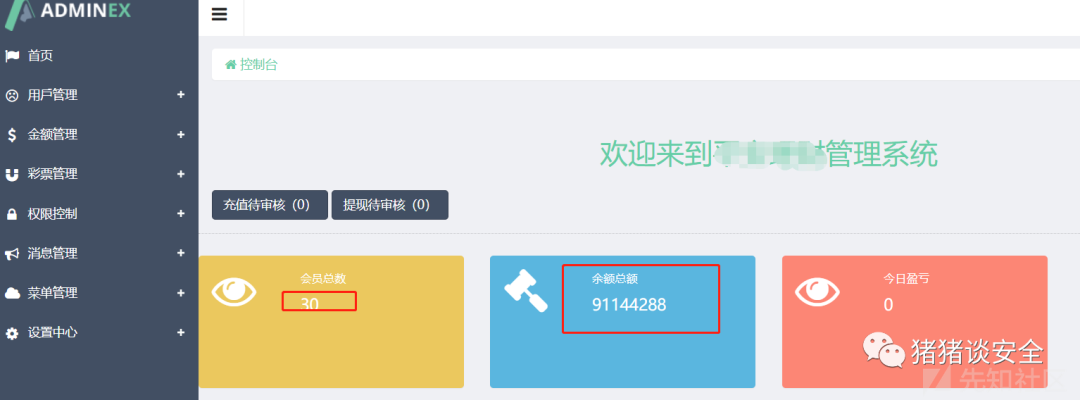 ADMINEX
首页
用戶管理
金额管理
彩票管理
权限控制
消息管理
菜单管理
设置中心
控制台
欢迎来到
管理系统
充值待审核（0）
提现待审核（0）
会员总数
30
余额总额
91144288
今日盈亏
0
猪猪谈安全
先知社区